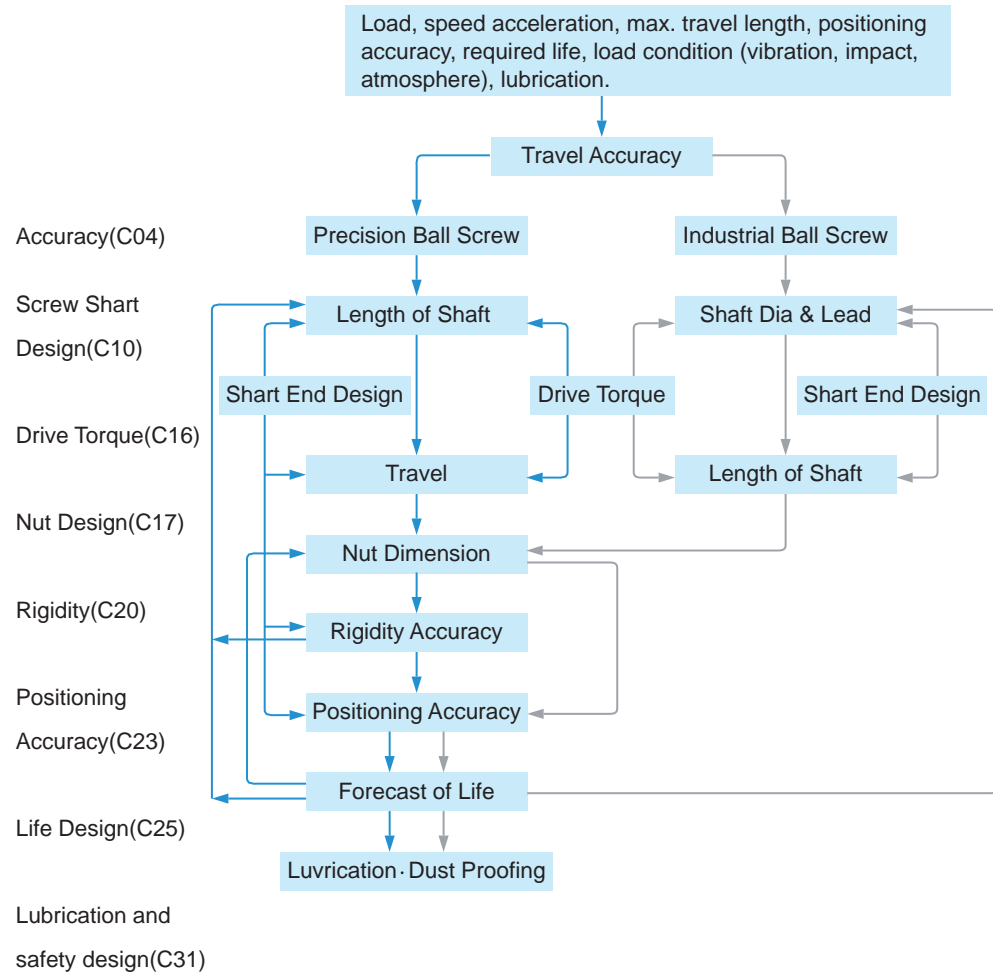 Load, speed acceleration, max. travel length, positioning
accuracy, required life, load condition (vibration, impact,
atmosphere), lubrication.
Travel Accuracy
Accuracy(C04)
Precision Ball Screw
Industrial Ball Screw
Screw Shart
Design(C10)
Length of Shaft
Shaft Dia & Lead
Shart End Design
Drive Torque
Shart End Design
Drive Torque(C16)
Travel
Length of Shaft
Nut Design(C17)
Nut Dimension
Rigidity(C20)
Rigidity Accuracy
Positioning
Accuracy(C23)
Positioning Accuracy
Forecast of Life
Life Design(C25)
Luvrication·Dust Proofing
Lubrication and
safety design(C31)